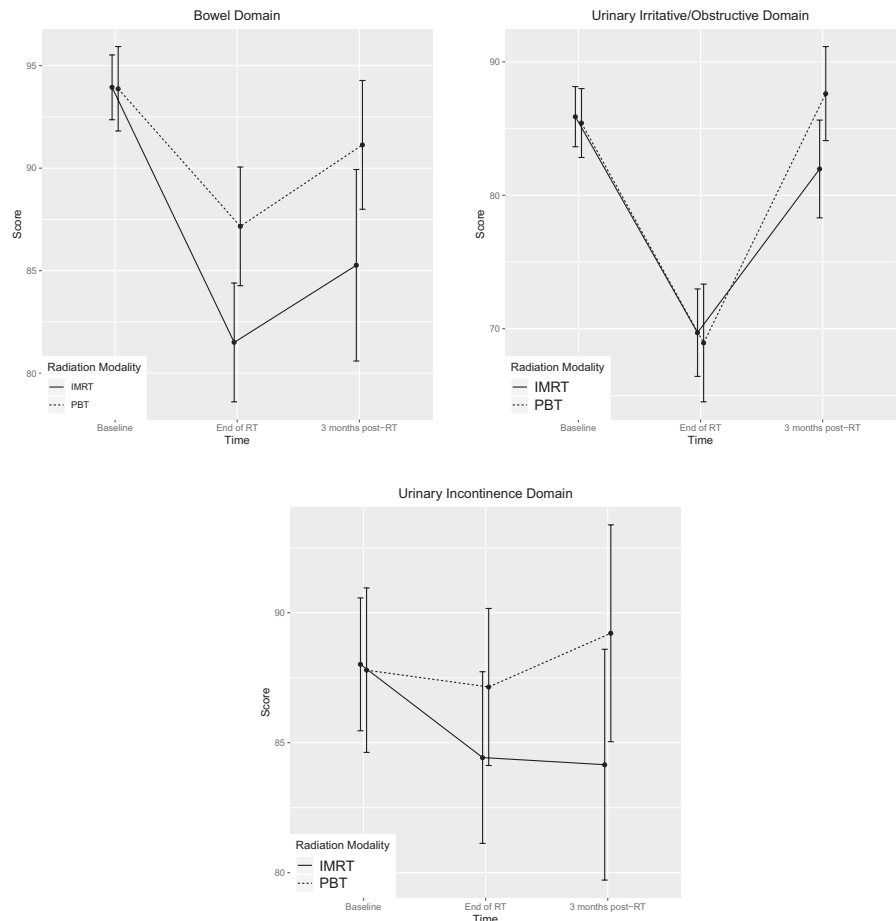 Bowel Domain
95
90
85
80
Score
Radiation Modality
IMRT
PBT
Baseline
End of RT
3 months post−RT
Time
Urinary Irritative/Obstructive Domain
90
80
70
Score
Radiation Modality
IMRT
PBT
Baseline
End of RT
3 months post−RT
Time
Urinary Incontinence Domain
90
85
80
Score
Radiation Modality
IMRT
PBT
Baseline
End of RT
3 months post−RT
Time